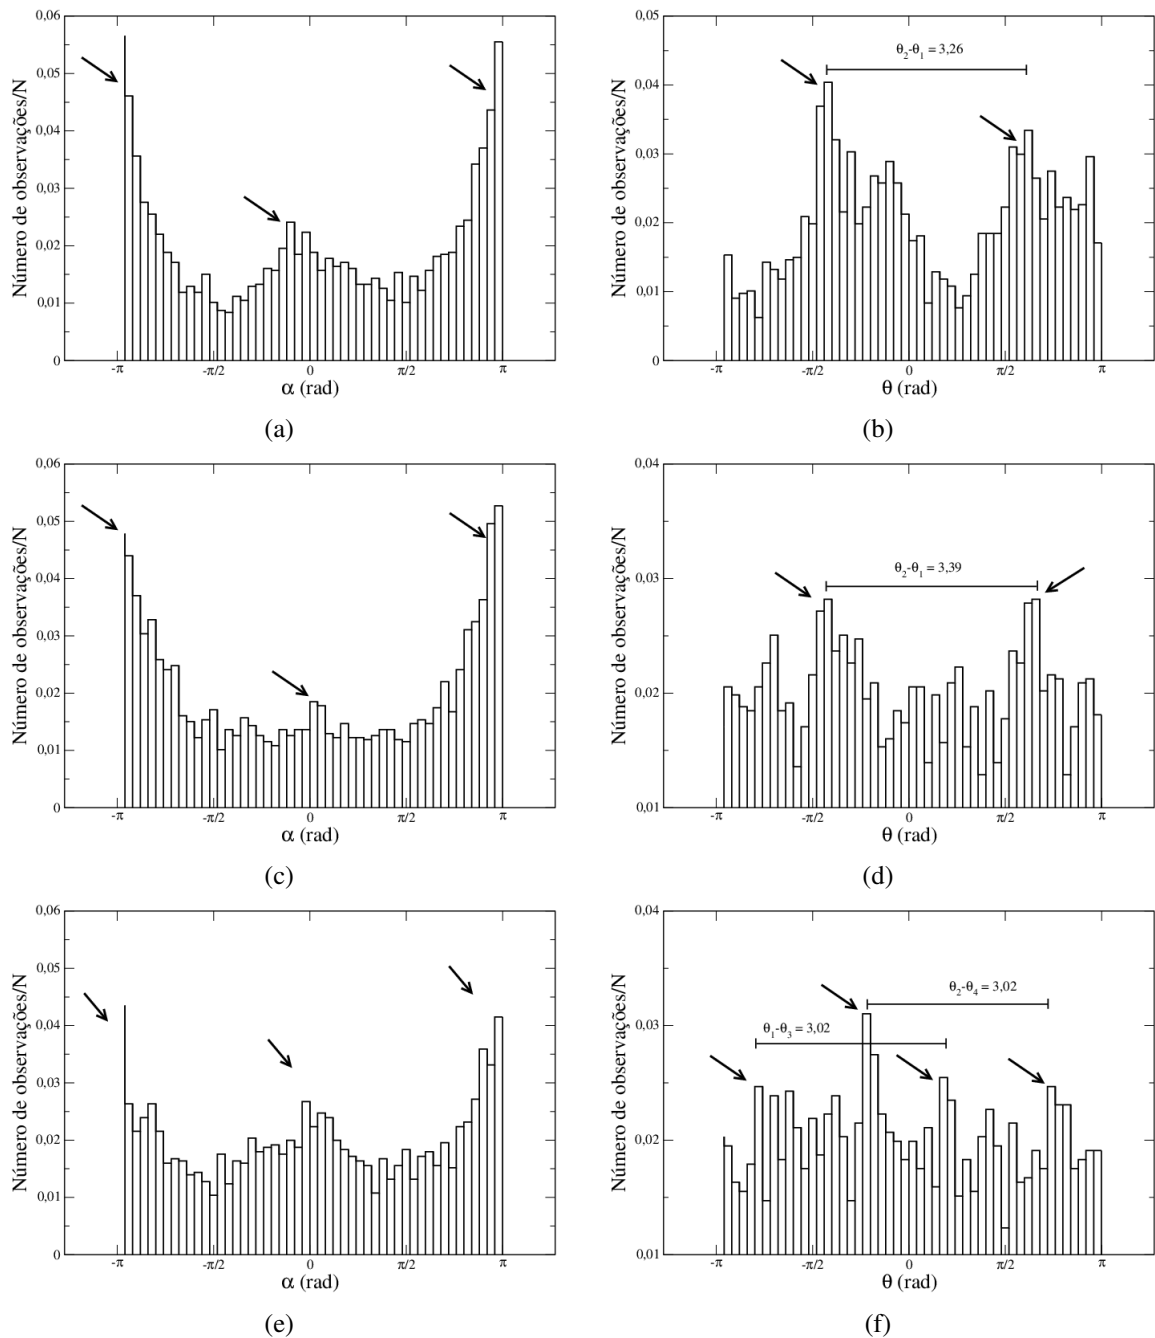 0,06
0,05
0,04
0,03
0,02
0,01
0
Número de observações/N
-π
-π/2
0
π/2
π
α (rad)
(a)
0,05
0,04
0,03
0,02
0,01
0
Número de observações/N
θ2-θ1 = 3,26
-π
-π/2
0
π/2
π
θ (rad)
(b)
0,06
0,05
0,04
0,03
0,02
0,01
0
Número de observações/N
-π
-π/2
0
π/2
π
α (rad)
(c)
0,04
0,03
0,02
0,01
Número de observações/N
θ2-θ1 = 3,39
-π
-π/2
0
π/2
π
θ (rad)
(d)
0,06
0,05
0,04
0,03
0,02
0,01
0
Número de observações/N
-π
-π/2
0
π/2
π
α (rad)
(e)
0,04
0,03
0,02
0,01
Número de observações/N
θ2-θ4 = 3,02
θ1-θ3 = 3,02
-π
-π/2
0
π/2
π
θ (rad)
(f)